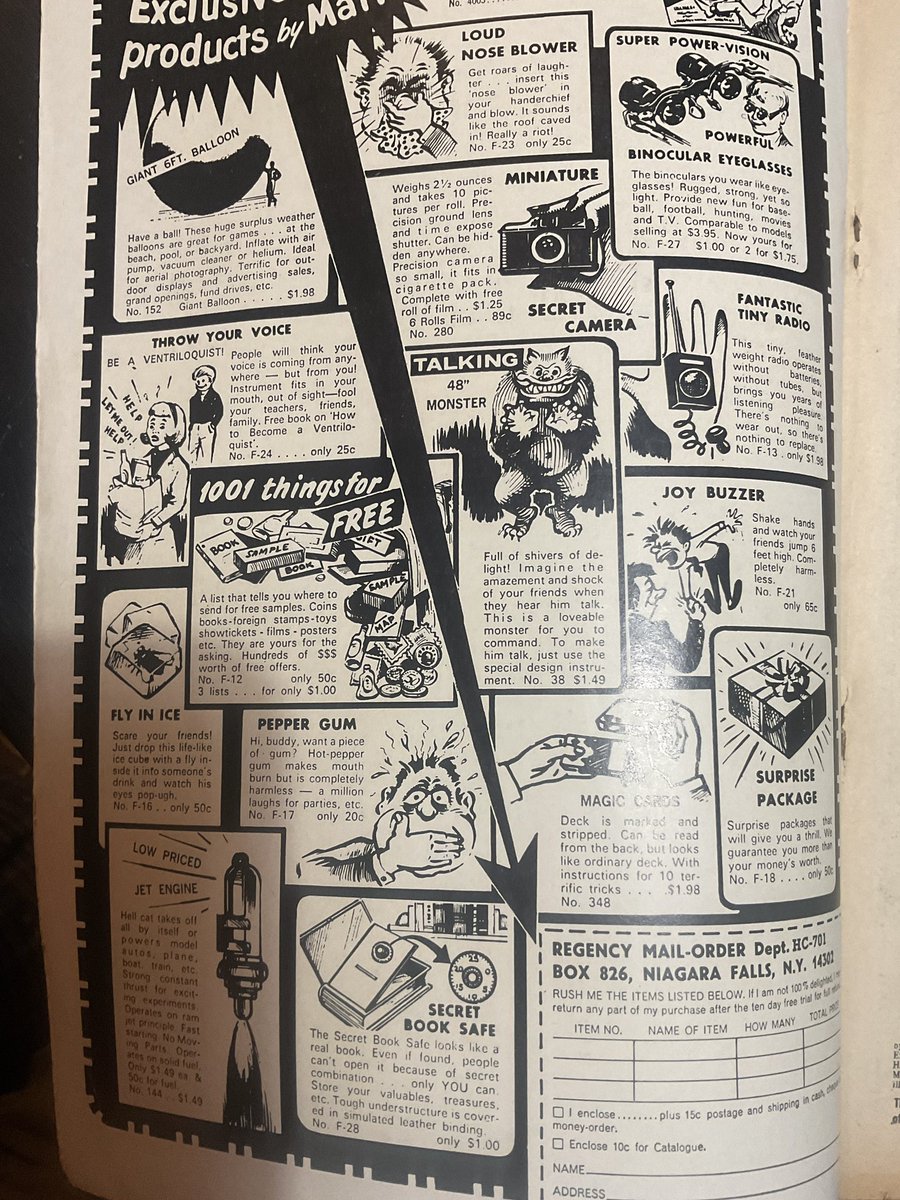 Exclusive
products by Mail
No. 4003
LOUD
NOSE BLOWER
Get roars of laugh-
ter . . . insert this
'nose blower' in
your handerchief
and blow. It sounds
like the roof caved
in! Really a riot!
No. F-23 only 25c
SUPER POWER-VISION
POWERFUL
BINOCULAR EYEGLASSES
The binoculars you wear like eye-
glasses! Rugged, strong, yet so
light. Provide new fun for base-
ball, football, hunting, movies
and T.V. Comparable to models
selling at $3.95. Now yours for
No. F-27 $1.00 or 2 for $1.75.
GIANT 6FT. BALLOON
Have a ball! These huge surplus weather
balloons are great for games . . . at the
beach, pool, or backyard. Inflate with air
pump, vacuum cleaner or helium. Ideal
for aerial photography. Terrific for out-
door displays and advertising sales,
grand openings, fund drives, etc.
No. 152 Giant Balloon . . . . . $1.98
MINIATURE
Weighs 2½ ounces
and takes 10 pic-
tures per roll. Pre-
cision ground lens
and time expose
shutter. Can be hid-
den anywhere.
Precision camera
so small, it fits in
cigarette pack.
Complete with free
roll of film . . $1.25
6 Rolls Film . . 89c
No. 280
SECRET
CAMERA
FANTASTIC
TINY RADIO
This tiny, feather
weight radio operates
without batteries,
without tubes, but
brings you years of
listening pleasure.
There's nothing to
wear out, so there's
nothing to replace.
No. F-13 . only $1.98
THROW YOUR VOICE
BE A VENTRILOQUIST!
HELP
LET ME OUT!
HELP
People will think your
voice is coming from any-
where — but from you!
Instrument fits in your
mouth, out of sight—fool
your teachers, friends,
family. Free book on 'How
to Become a Ventrilo-
quist'.
No. F-24 . . . . only 25c
TALKING
48"
MONSTER
Full of shivers of de-
light! Imagine the
amazement and shock
of your friends when
they hear him talk.
This is a loveable
monster for you to
command. To make
him talk, just use the
special design instru-
ment. No. 38 $1.49
1001 things for
FREE
BOOK
SAMPLE
BOOK
GIFT
SAMPLE
MAP
A list that tells you where to
send for free samples. Coins
books-foreign stamps-toys
showtickets - films - posters
etc. They are yours for the
asking. Hundreds of $$$
worth of free offers.
No. F-12 only 50c
3 lists . . . for only $1.00
JOY BUZZER
Shake hands
and watch your
friends jump 6
feet high. Com-
pletely harm-
less.
No. F-21
only 65c
FLY IN ICE
Scare your friends!
Just drop this life-like
ice cube with a fly in-
side it into someone's
drink and watch his
eyes pop-ugh.
No. F-16 . . only 50c
PEPPER GUM
Hi, buddy, want a piece
of gum? Hot-pepper
gum makes mouth
burn but is completely
harmless — a million
laughs for parties, etc.
No. F-17 only 20c
MAGIC CARDS
Deck is marked and
stripped. Can be read
from the back, but looks
like ordinary deck. With
instructions for 10 ter-
rific tricks . . . .$1.98
No. 348
SURPRISE
PACKAGE
Surprise packages that
will give you a thrill. We
guarantee you more than
your money's worth.
No. F-18 . . . . only 50c
LOW PRICED
JET ENGINE
Hell cat takes off
all by itself or
powers model
autos, plane,
boat, train, etc.
Strong constant
thrust for excit-
ing experiments.
Operates on ram
jet principle. Fast
starting. No Mov-
ing Parts. Oper-
ates on solid fuel.
Only $1.49 ea. &
50c for fuel.
No. 144 . . $1.49
SECRET
BOOK SAFE
The Secret Book Safe looks like a
real book. Even if found, people
can't open it because of secret
combination . . . only YOU can.
Store your valuables, treasures,
etc. Tough understructure is cover-
ed in simulated leather binding.
No. F-28 only $1.00
REGENCY MAIL-ORDER Dept. HC-701
BOX 826, NIAGARA FALLS, N.Y. 14302
RUSH ME THE ITEMS LISTED BELOW. If I am not 100% delighted, I
return any part of my purchase after the ten day free trial for full
ITEM NO. NAME OF ITEM HOW MANY TOTAL
☐ I enclose........plus 15c postage and shipping in cash,
money-order.
☐ Enclose 10c for Catalogue.
NAME
ADDRESS